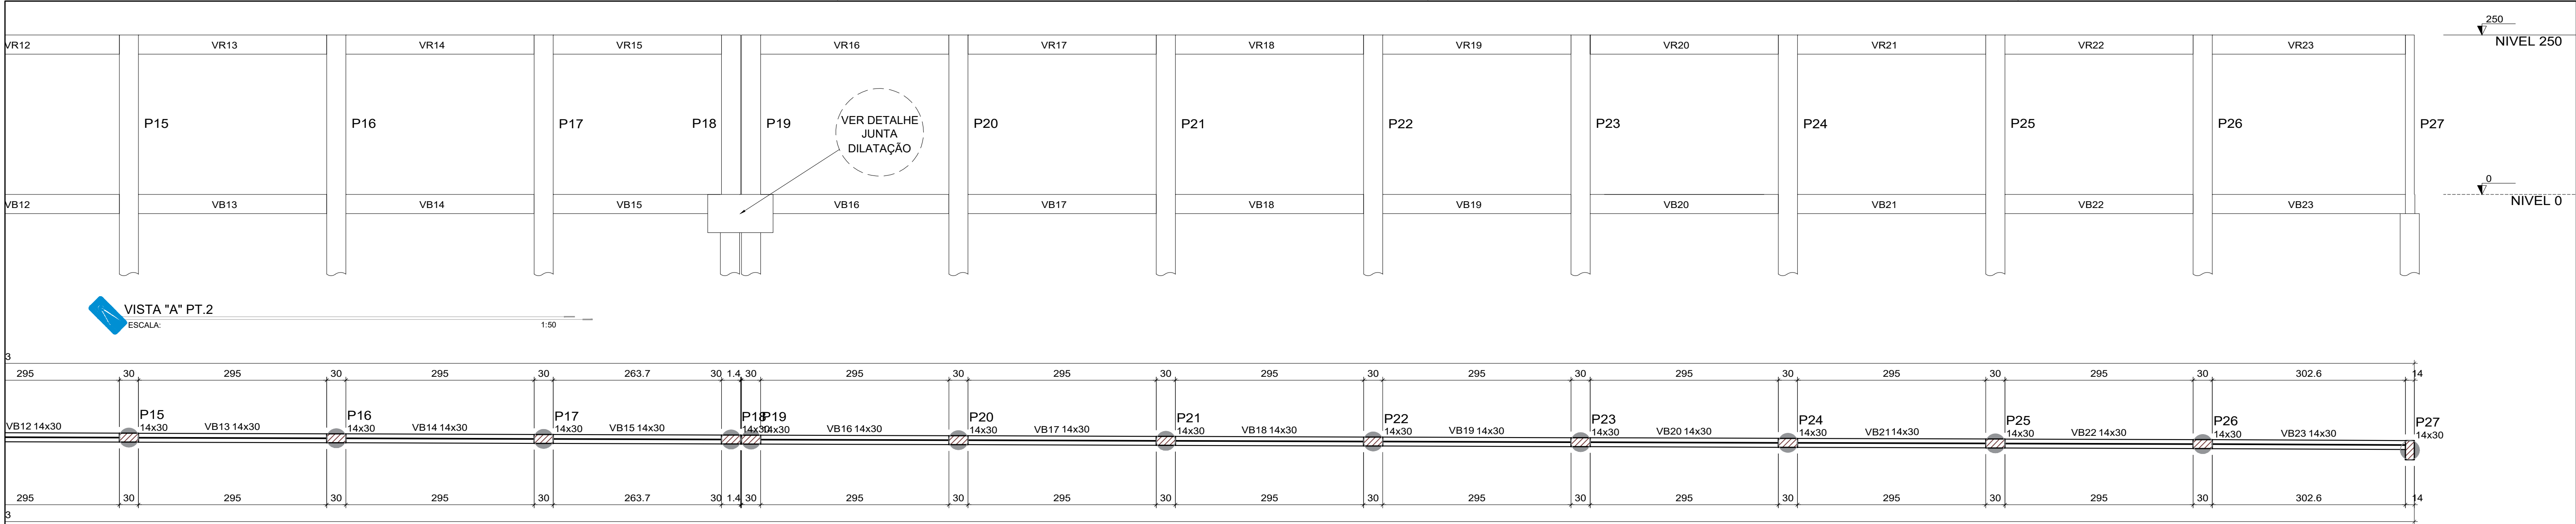 250
NIVEL 250
VR12 VR13 VR14 VR15 VR16 VR17 VR18 VR19 VR20 VR21 VR22 VR23
P15 P16 P17 P18 P19 P20 P21 P22 P23 P24 P25 P26 P27
VER DETALHE
JUNTA
DILATAÇÃO
0
NIVEL 0
VB12 VB13 VB14 VB15 VB16 VB17 VB18 VB19 VB20 VB21 VB22 VB23
VISTA "A" PT.2
ESCALA: 1:50
3
295 30 295 30 295 30 263.7 30 1.4 30 295 30 295 30 295 30 295 30 295 30 295 30 295 30 302.6 14
P15 P16 P17 P18 P19 P20 P21 P22 P23 P24 P25 P26 P27
VB12 14x30 14x30 VB13 14x30 14x30 VB14 14x30 14x30 VB15 14x30 14x30 14x30 VB16 14x30 14x30 VB17 14x30 14x30 VB18 14x30 14x30 VB19 14x30 14x30 VB20 14x30 14x30 VB21 14x30 14x30 VB22 14x30 14x30 VB23 14x30 14x30
295 30 295 30 295 30 263.7 30 1.4 30 295 30 295 30 295 30 295 30 295 30 295 30 295 30 302.6 14
3